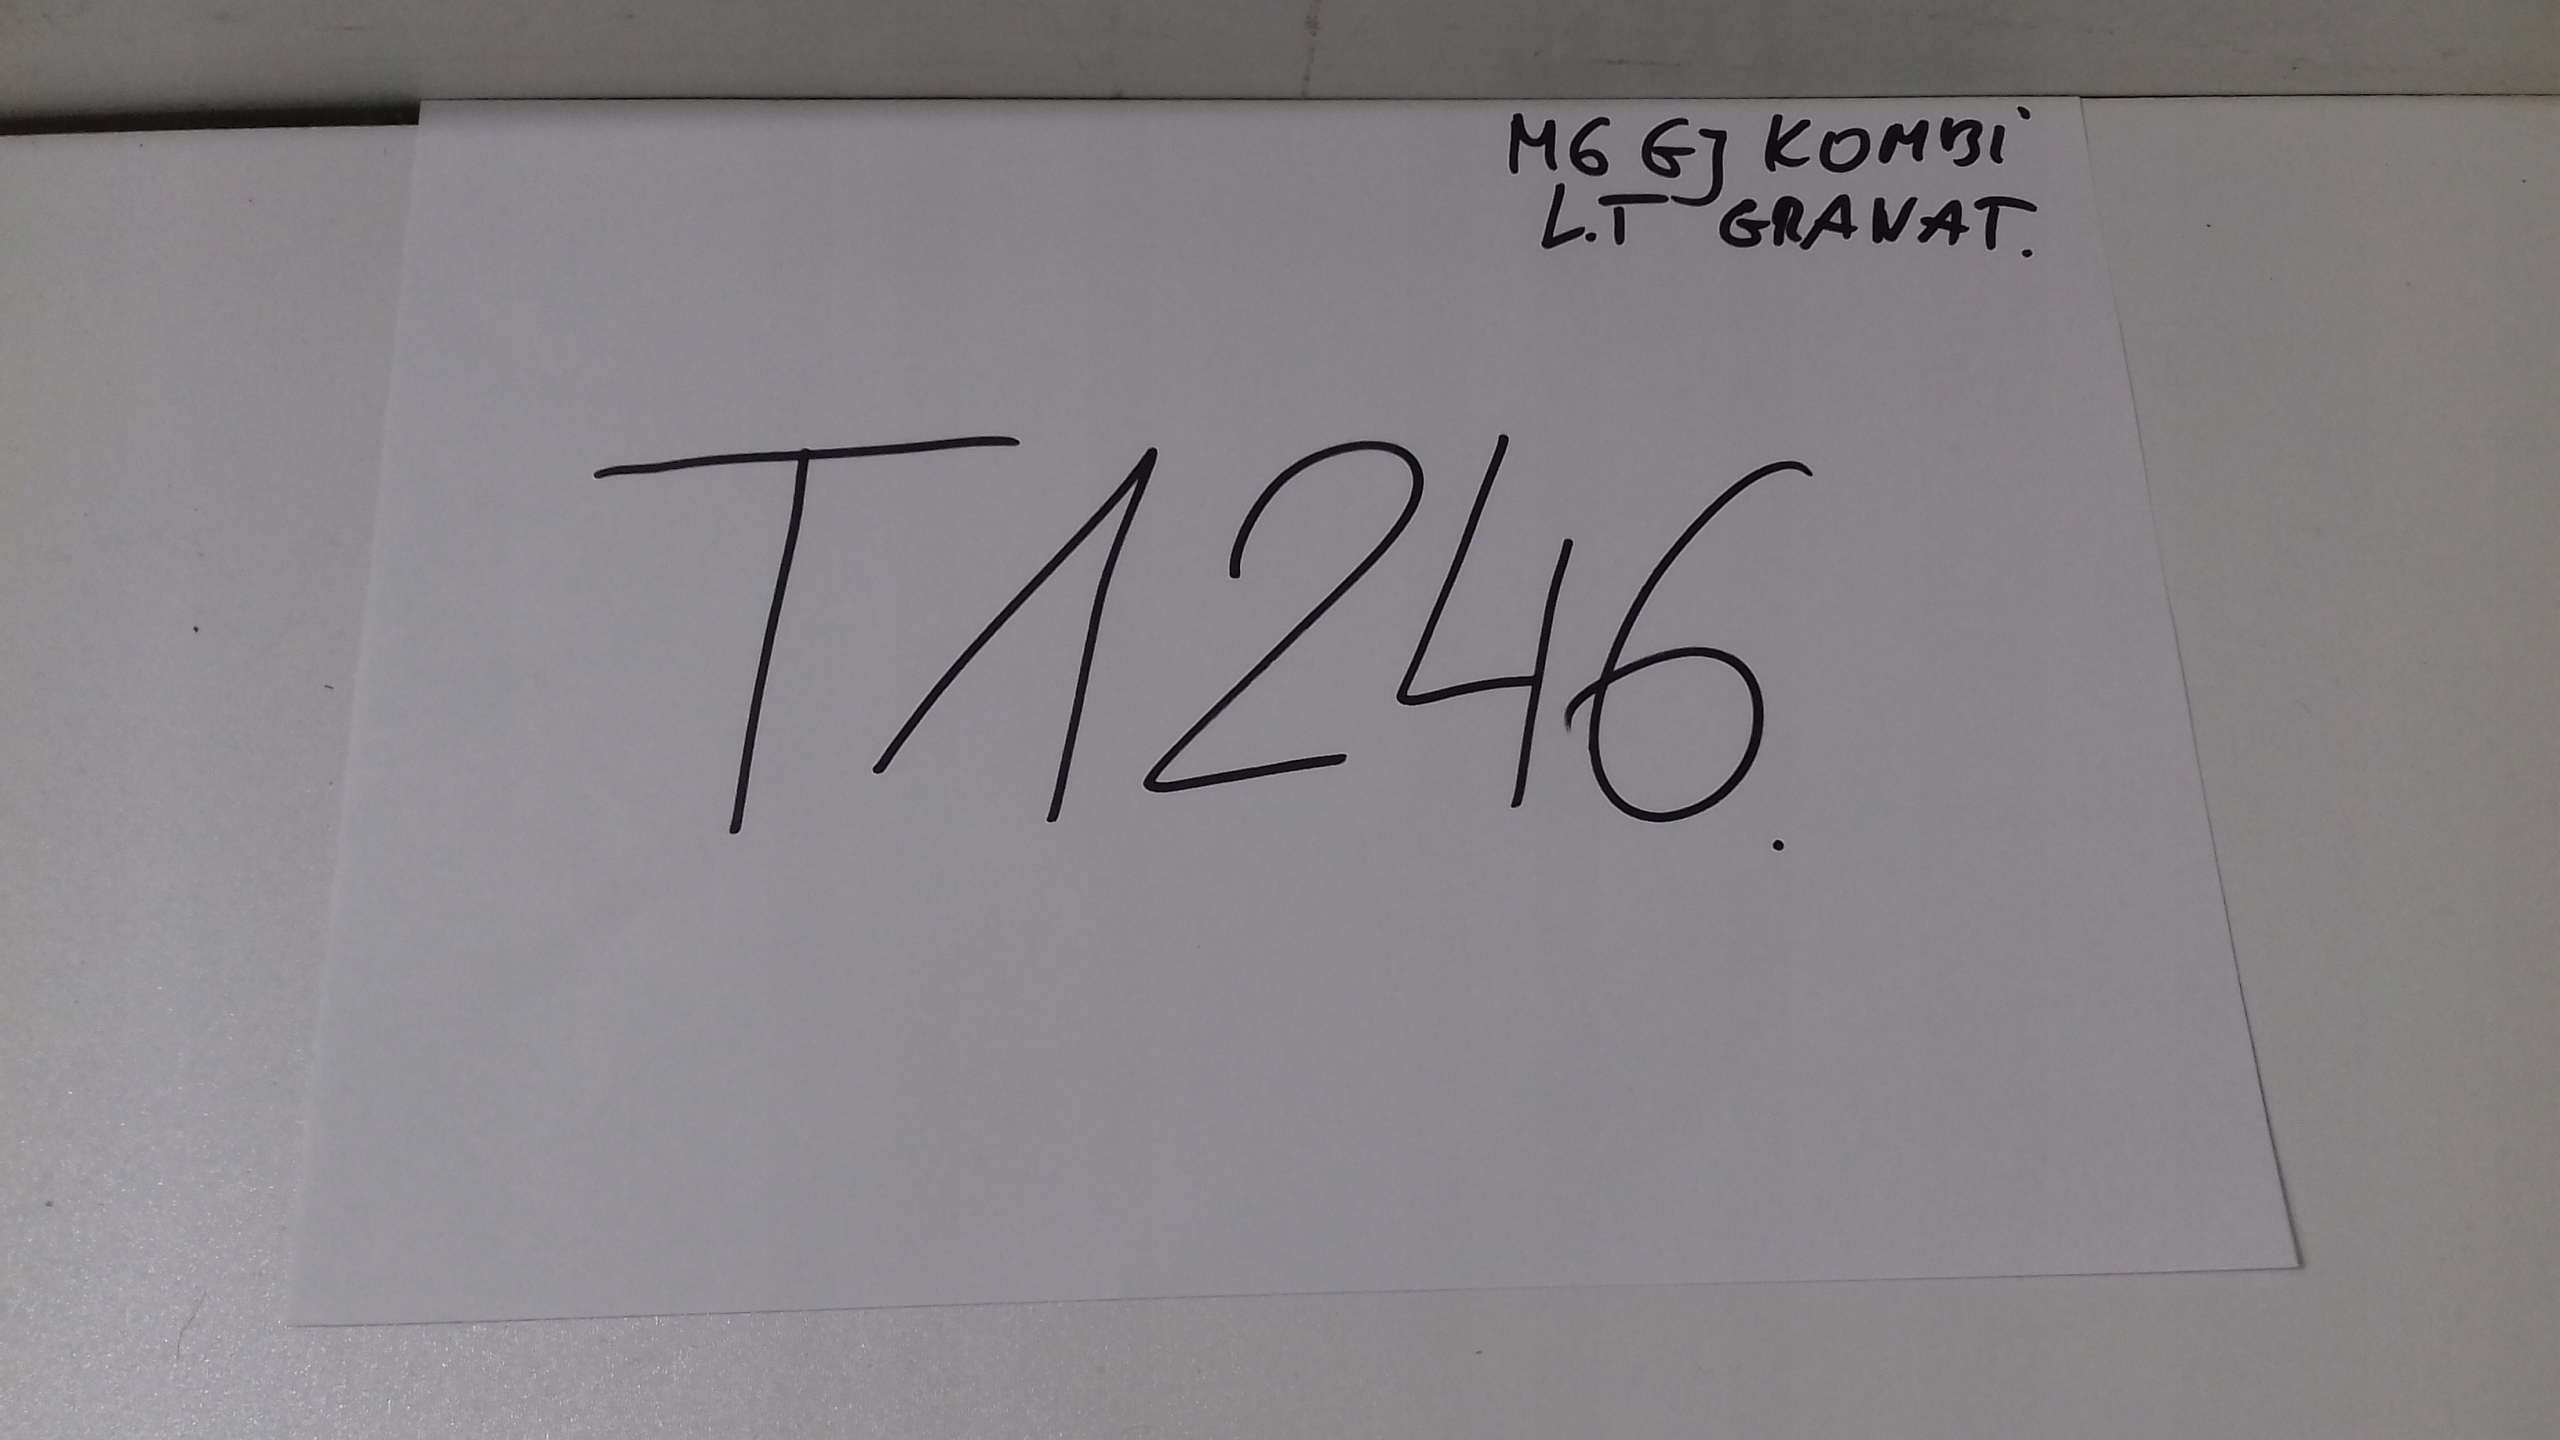 M6 GJ KOMBi
L.T GRANAT.
T1246.